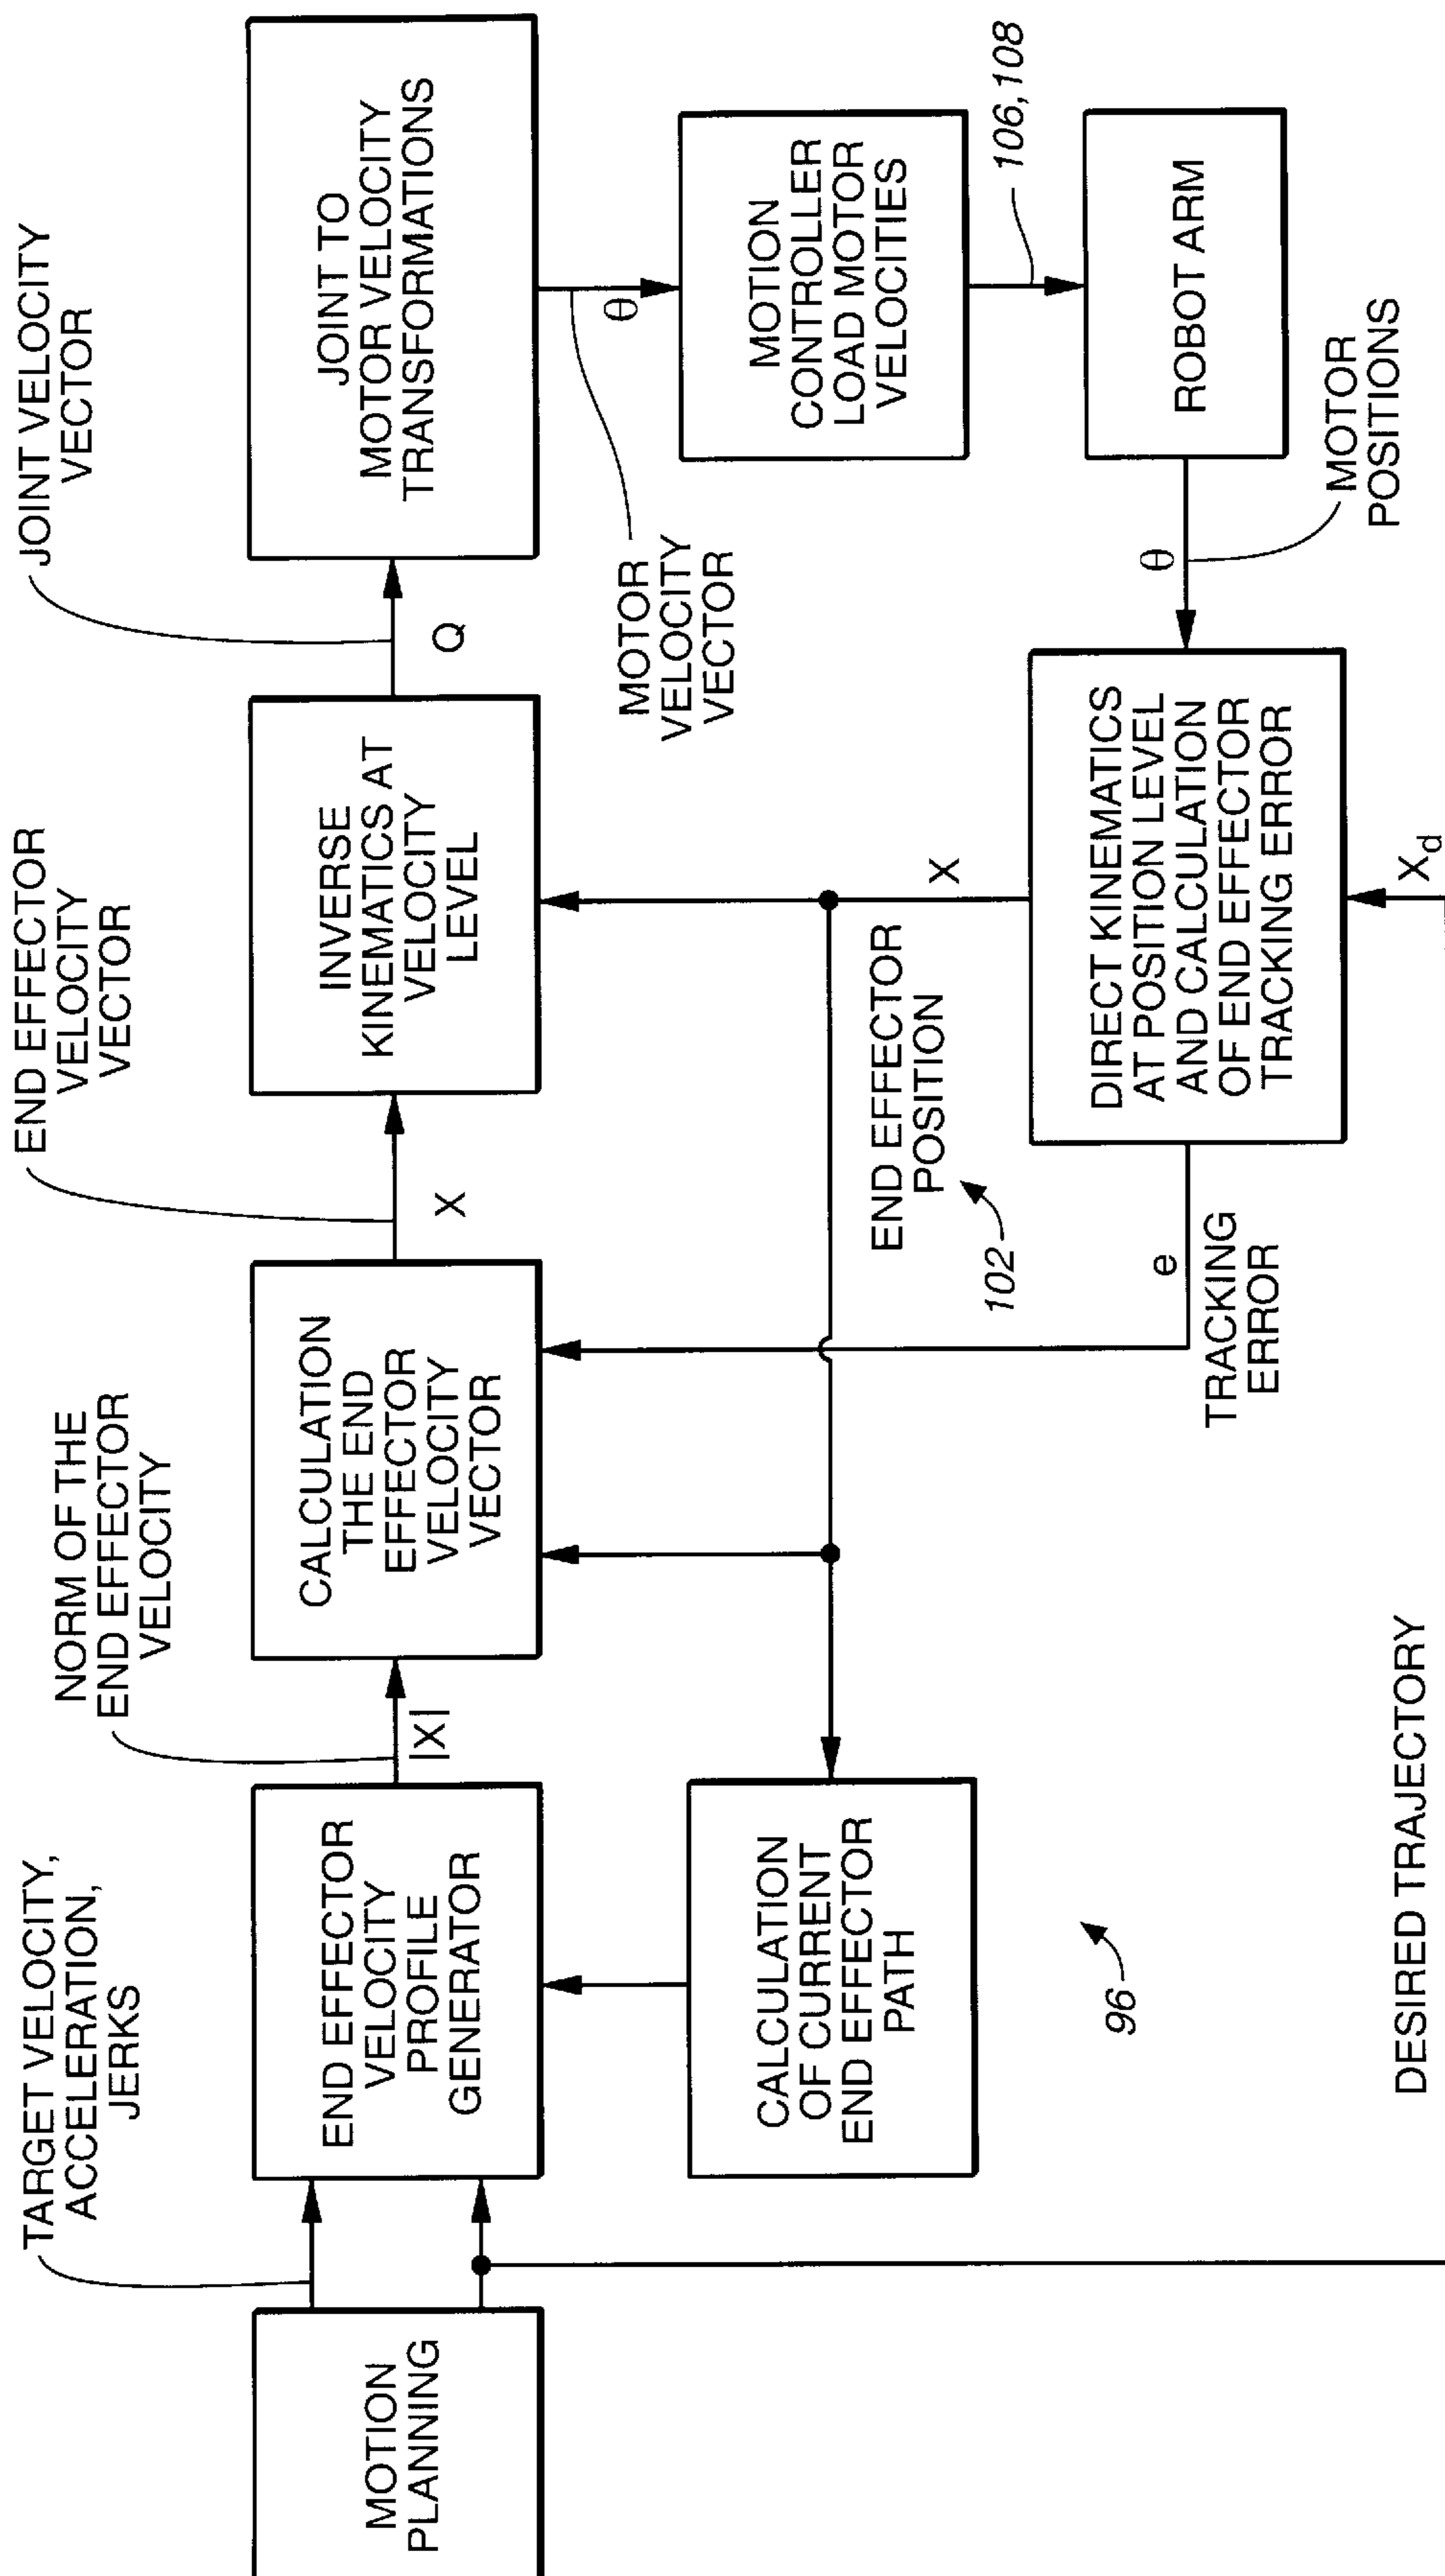 TARGET VELOCITY,
ACCELERATION,
JERKS
NORM OF THE
END EFFECTOR
VELOCITY
END EFFECTOR
VELOCITY
VECTOR
JOINT VELOCITY
VECTOR
MOTION
PLANNING
END EFFECTOR
VELOCITY
PROFILE
GENERATOR
|X|
CALCULATION
THE END
EFFECTOR
VELOCITY
VECTOR
X
INVERSE
KINEMATICS AT
VELOCITY
LEVEL
Q
JOINT TO
MOTOR VELOCITY
TRANSFORMATIONS
MOTOR
VELOCITY
VECTOR
θ
CALCULATION
OF CURRENT
END EFFECTOR
PATH
END EFFECTOR
POSITION
X
MOTION
CONTROLLER
LOAD MOTOR
VELOCITIES
102
106,108
96
e
TRACKING
ERROR
DIRECT KINEMATICS
AT POSITION LEVEL
AND CALCULATION
OF END EFFECTOR
TRACKING ERROR
θ
MOTOR
POSITIONS
ROBOT ARM
DESIRED TRAJECTORY
Xd